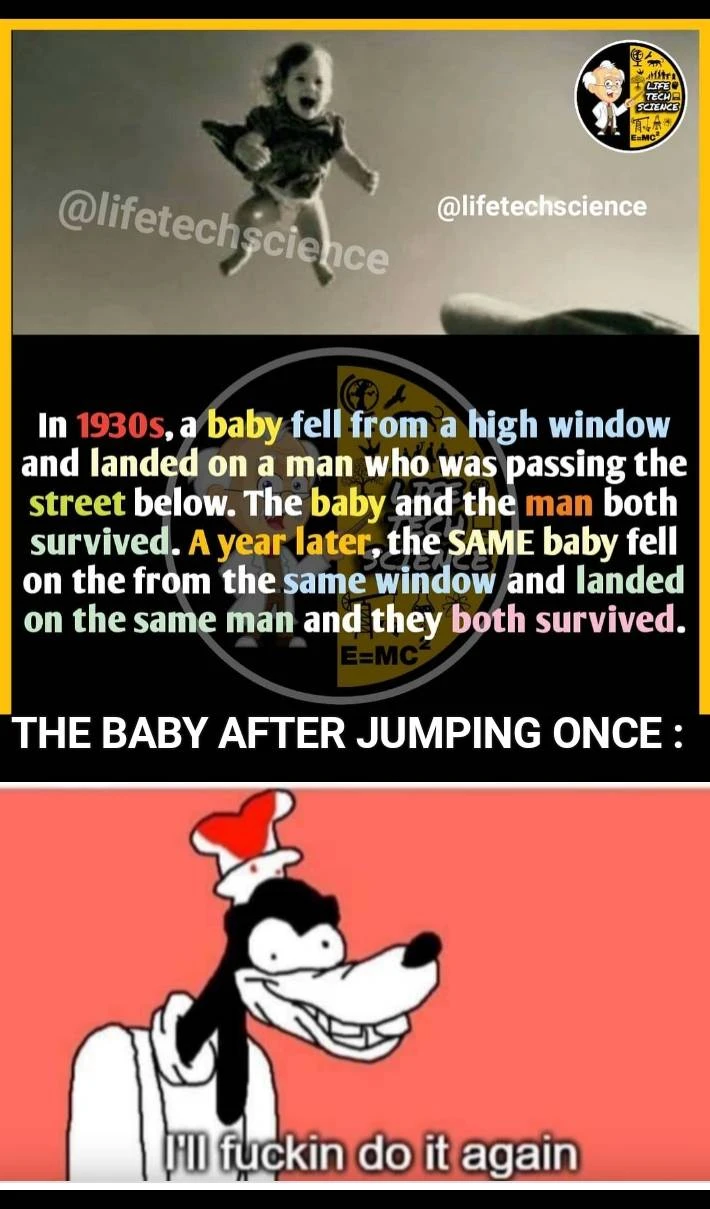 LIFE
TECH
SCIENCE
E=MC²
@lifetechscience
@lifetechscience
In 1930s, a baby fell from a high window
and landed on a man who was passing the
street below. The baby and the man both
survived. A year later, the SAME baby fell
on the from the same window and landed
on the same man and they both survived.
LIFE
TECH
SCIENCE
E=MC²
THE BABY AFTER JUMPING ONCE :
I'll fuckin do it again